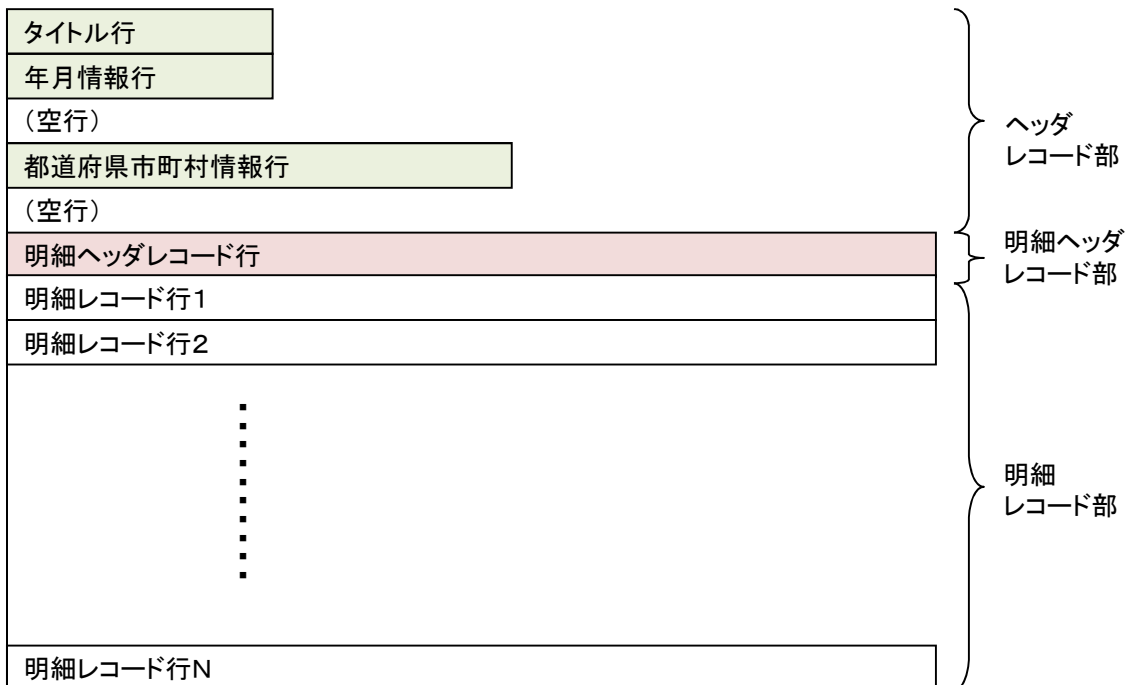 タイトル行
年月情報行
（空行）
都道府県市町村情報行
（空行）
明細ヘッダレコード行
明細レコード行１
明細レコード行２
明細レコード行Ｎ
ヘッダ
レコード部
明細ヘッダ
レコード部
明細
レコード部